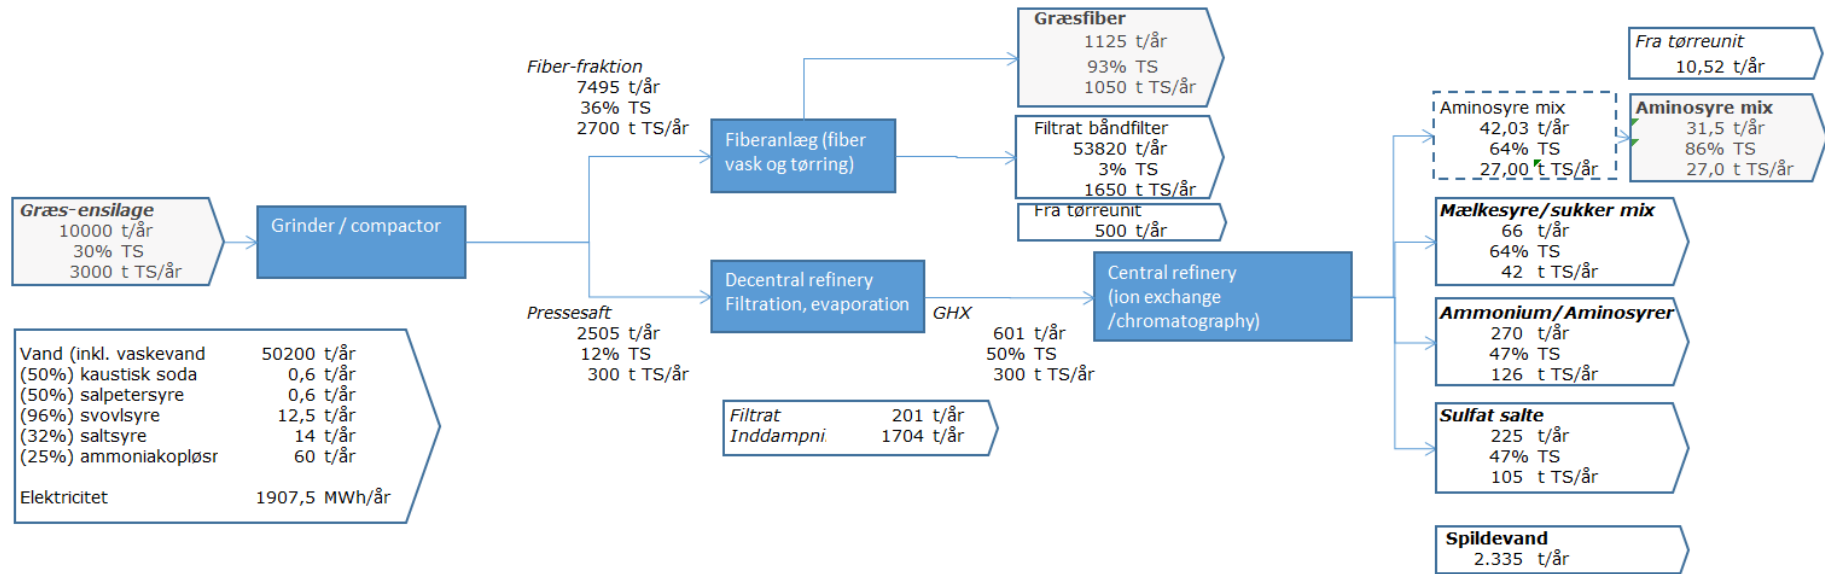 Græs-ensilage
10000 t/år
30% TS
3000 t TS/år
Grinder / compactor
Vand (inkl. vaskevand 50200 t/år
(50%) kaustisk soda 0,6 t/år
(50%) salpetersyre 0,6 t/år
(96%) svovlsyre 12,5 t/år
(32%) saltsyre 14 t/år
(25%) ammoniakopløsr 60 t/år
Elektricitet 1907,5 MWh/år
Fiber-fraktion
7495 t/år
36% TS
2700 t TS/år
Fiberanlæg (fiber
vask og tørring)
Græsfiber
1125 t/år
93% TS
1050 t TS/år
Filtrat båndfilter
53820 t/år
3% TS
1650 t TS/år
Fra tørreunit
500 t/år
Pressesaft
2505 t/år
12% TS
300 t TS/år
Decentral refinery
Filtration, evaporation
GHX
601 t/år
50% TS
300 t TS/år
Filtrat 201 t/år
Inddampni. 1704 t/år
Central refinery
(ion exchange
/chromatography)
Aminosyre mix
42,03 t/år
64% TS
27,00 t TS/år
Fra tørreunit
10,52 t/år
Aminosyre mix
31,5 t/år
86% TS
27,0 t TS/år
Mælkesyre/sukker mix
66 t/år
64% TS
42 t TS/år
Ammonium/Aminosyrer
270 t/år
47% TS
126 t TS/år
Sulfat salte
225 t/år
47% TS
105 t TS/år
Spildevand
2.335 t/år